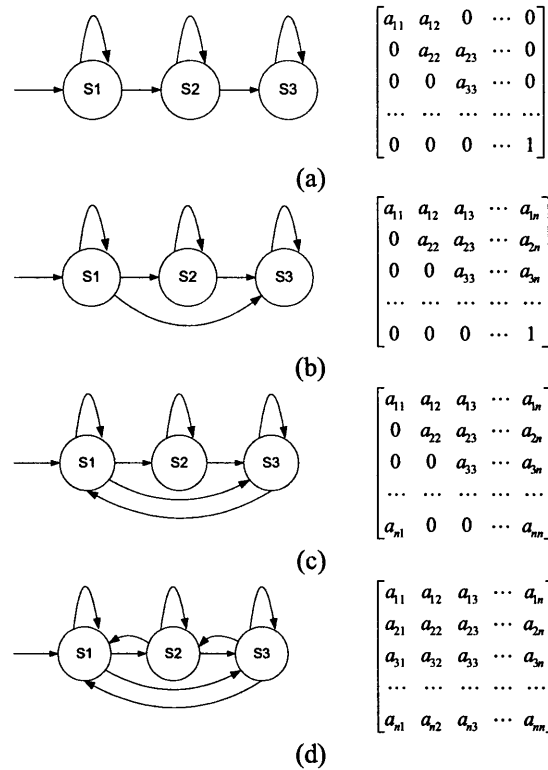 S1 S2 S3
a11 a12 0 ⋯ 0
0 a22 a23 ⋯ 0
0 0 a33 ⋯ 0
⋯ ⋯ ⋯ ⋯ ⋯
0 0 0 ⋯ 1
(a)
S1 S2 S3
a11 a12 a13 ⋯ a1n
0 a22 a23 ⋯ a2n
0 0 a33 ⋯ a3n
⋯ ⋯ ⋯ ⋯ ⋯
0 0 0 ⋯ 1
(b)
S1 S2 S3
a11 a12 a13 ⋯ a1n
0 a22 a23 ⋯ a2n
0 0 a33 ⋯ a3n
⋯ ⋯ ⋯ ⋯ ⋯
an1 0 0 ⋯ ann
(c)
S1 S2 S3
a11 a12 a13 ⋯ a1n
a21 a22 a23 ⋯ a2n
a31 a32 a33 ⋯ a3n
⋯ ⋯ ⋯ ⋯ ⋯
an1 an2 an3 ⋯ ann
(d)